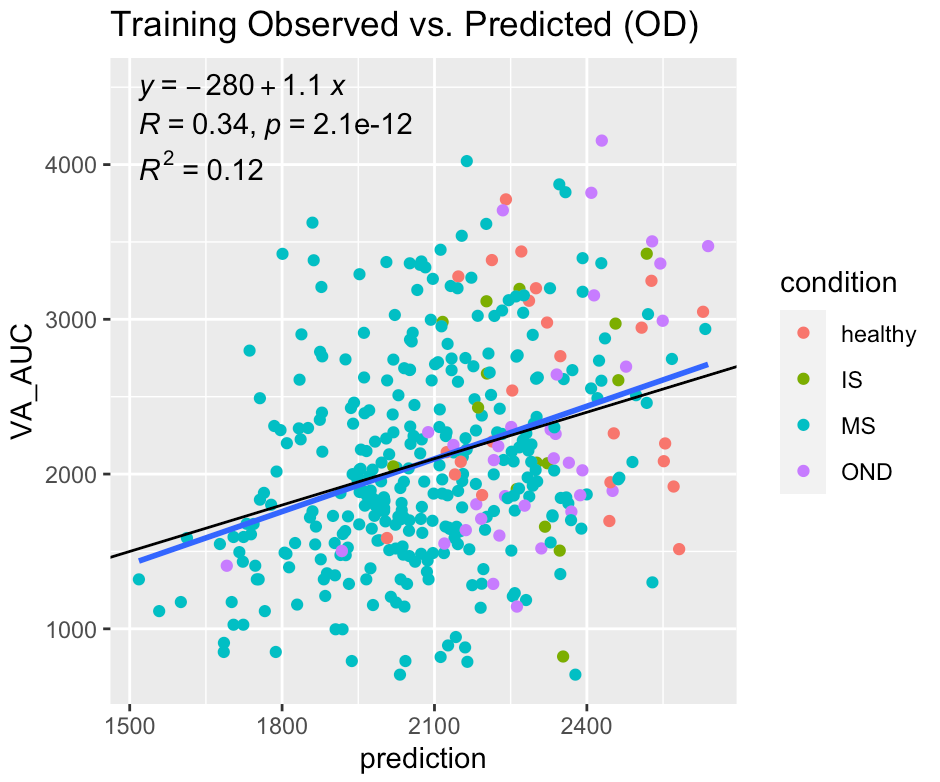 Training Observed vs. Predicted (OD)
y = −280 + 1.1 x
R = 0.34, p = 2.1e-12
R² = 0.12
VA_AUC
4000
3000
2000
1000
1500 1800 2100 2400
prediction
condition
healthy
IS
MS
OND